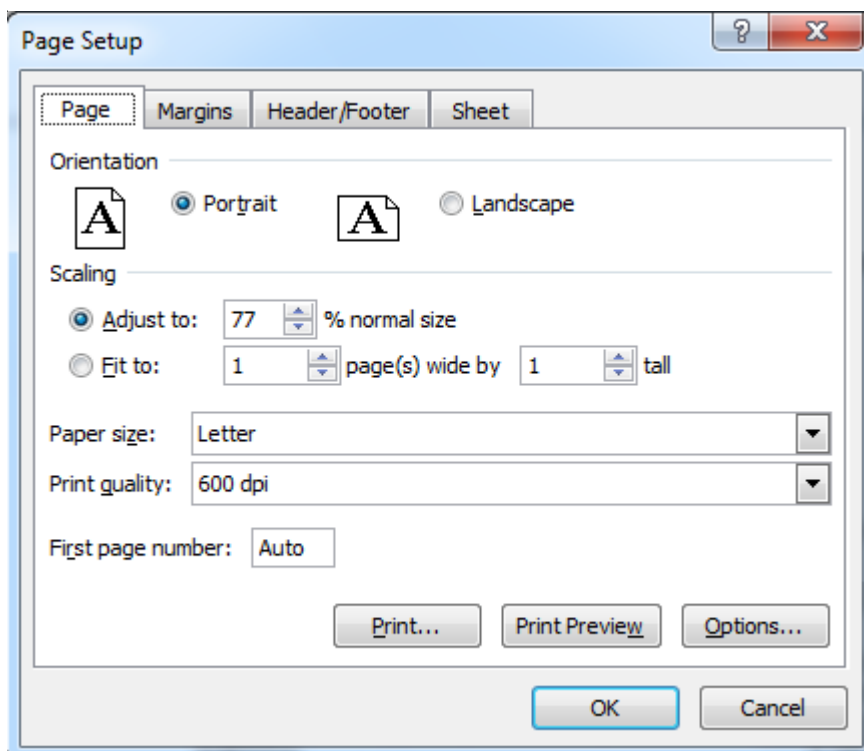 Page Setup
Page Margins Header/Footer Sheet
Orientation
A Portrait A Landscape
Scaling
Adjust to: 77 % normal size
Fit to: 1 page(s) wide by 1 tall
Paper size: Letter
Print quality: 600 dpi
First page number: Auto
Print... Print Preview Options...
OK Cancel